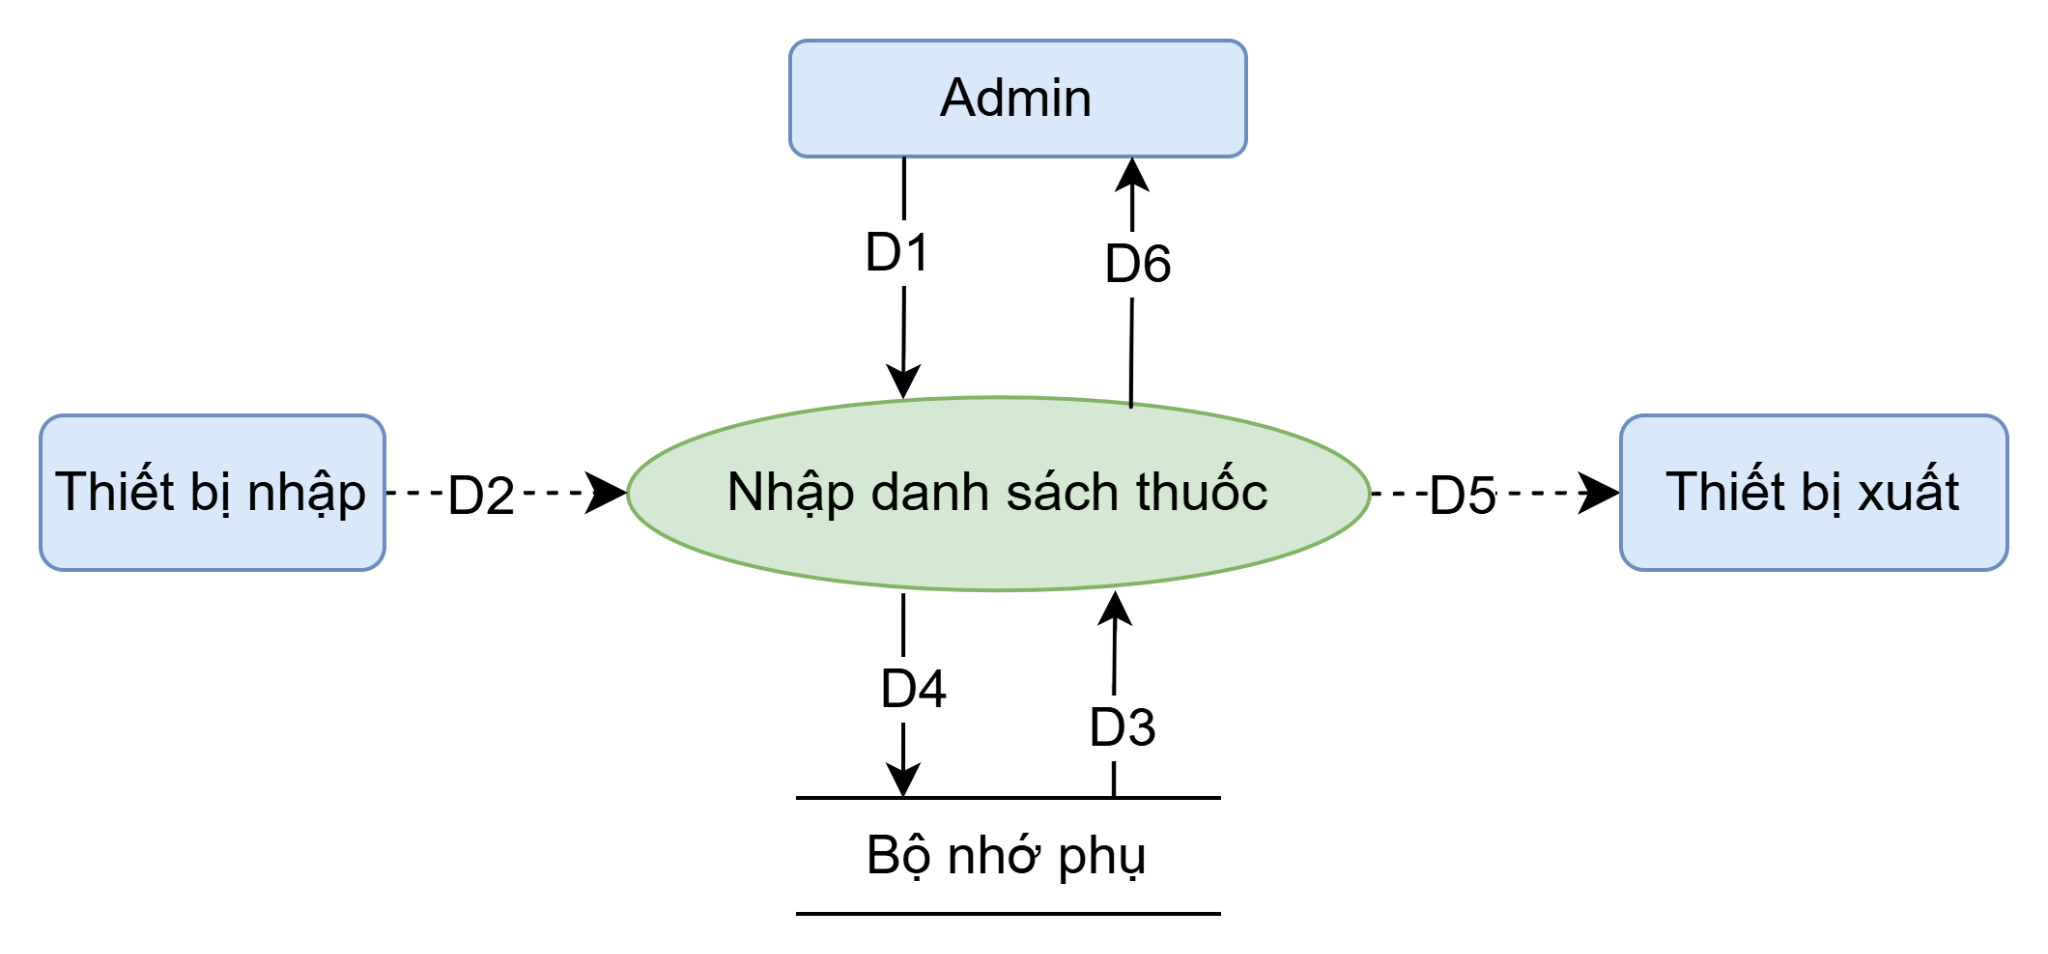 Admin
D1
D6
Thiết bị nhập
D2
Nhập danh sách thuốc
D5
Thiết bị xuất
D4
D3
Bộ nhớ phụ